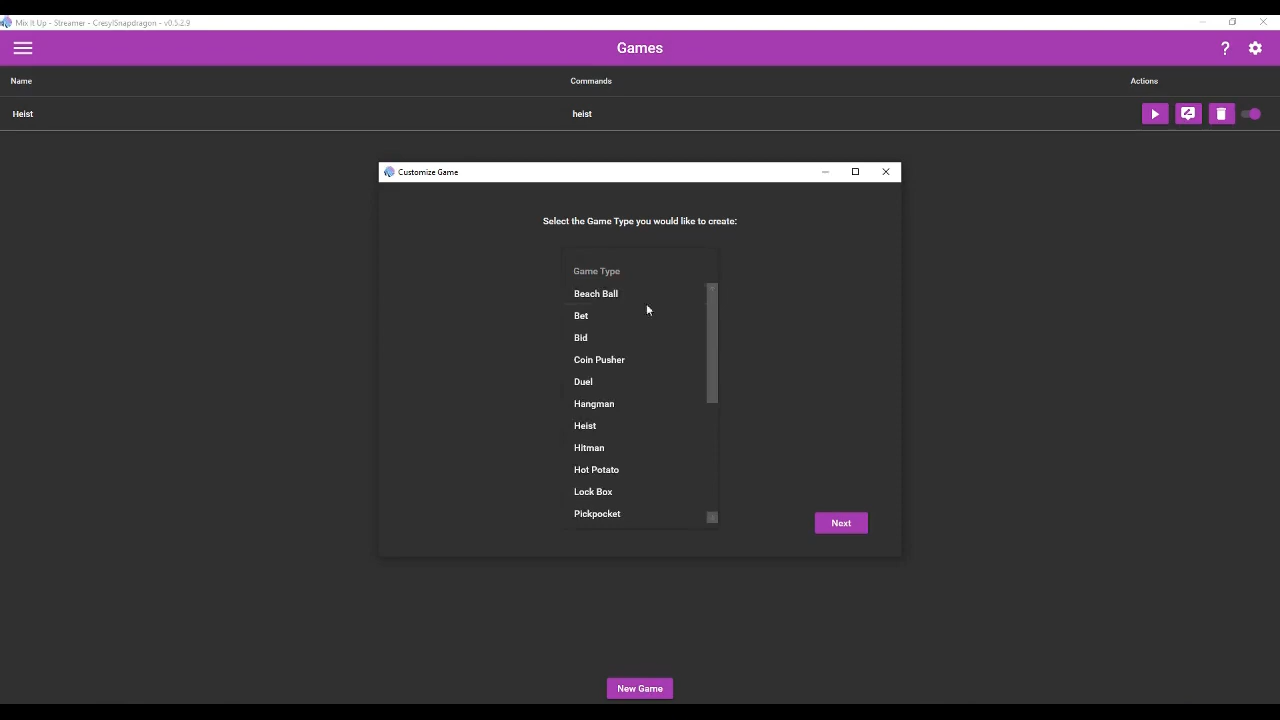 Mix It Up - Streamer - CresylSnapdragon - v0.5.2.9
Games
?
Name Commands Actions
Heist heist
Customize Game
Select the Game Type you would like to create:
Game Type
Beach Ball
Bet
Bid
Coin Pusher
Duel
Hangman
Heist
Hitman
Hot Potato
Lock Box
Pickpocket
Next
New Game